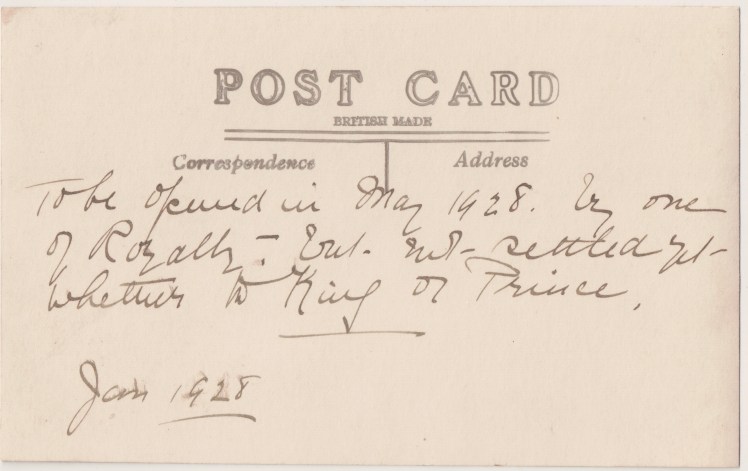 POST CARD
BRITISH MADE
Correspondence Address
To be opened in May 1928. by one
of Royalty - but not settled yet
whether King or Prince.
Jan 1928